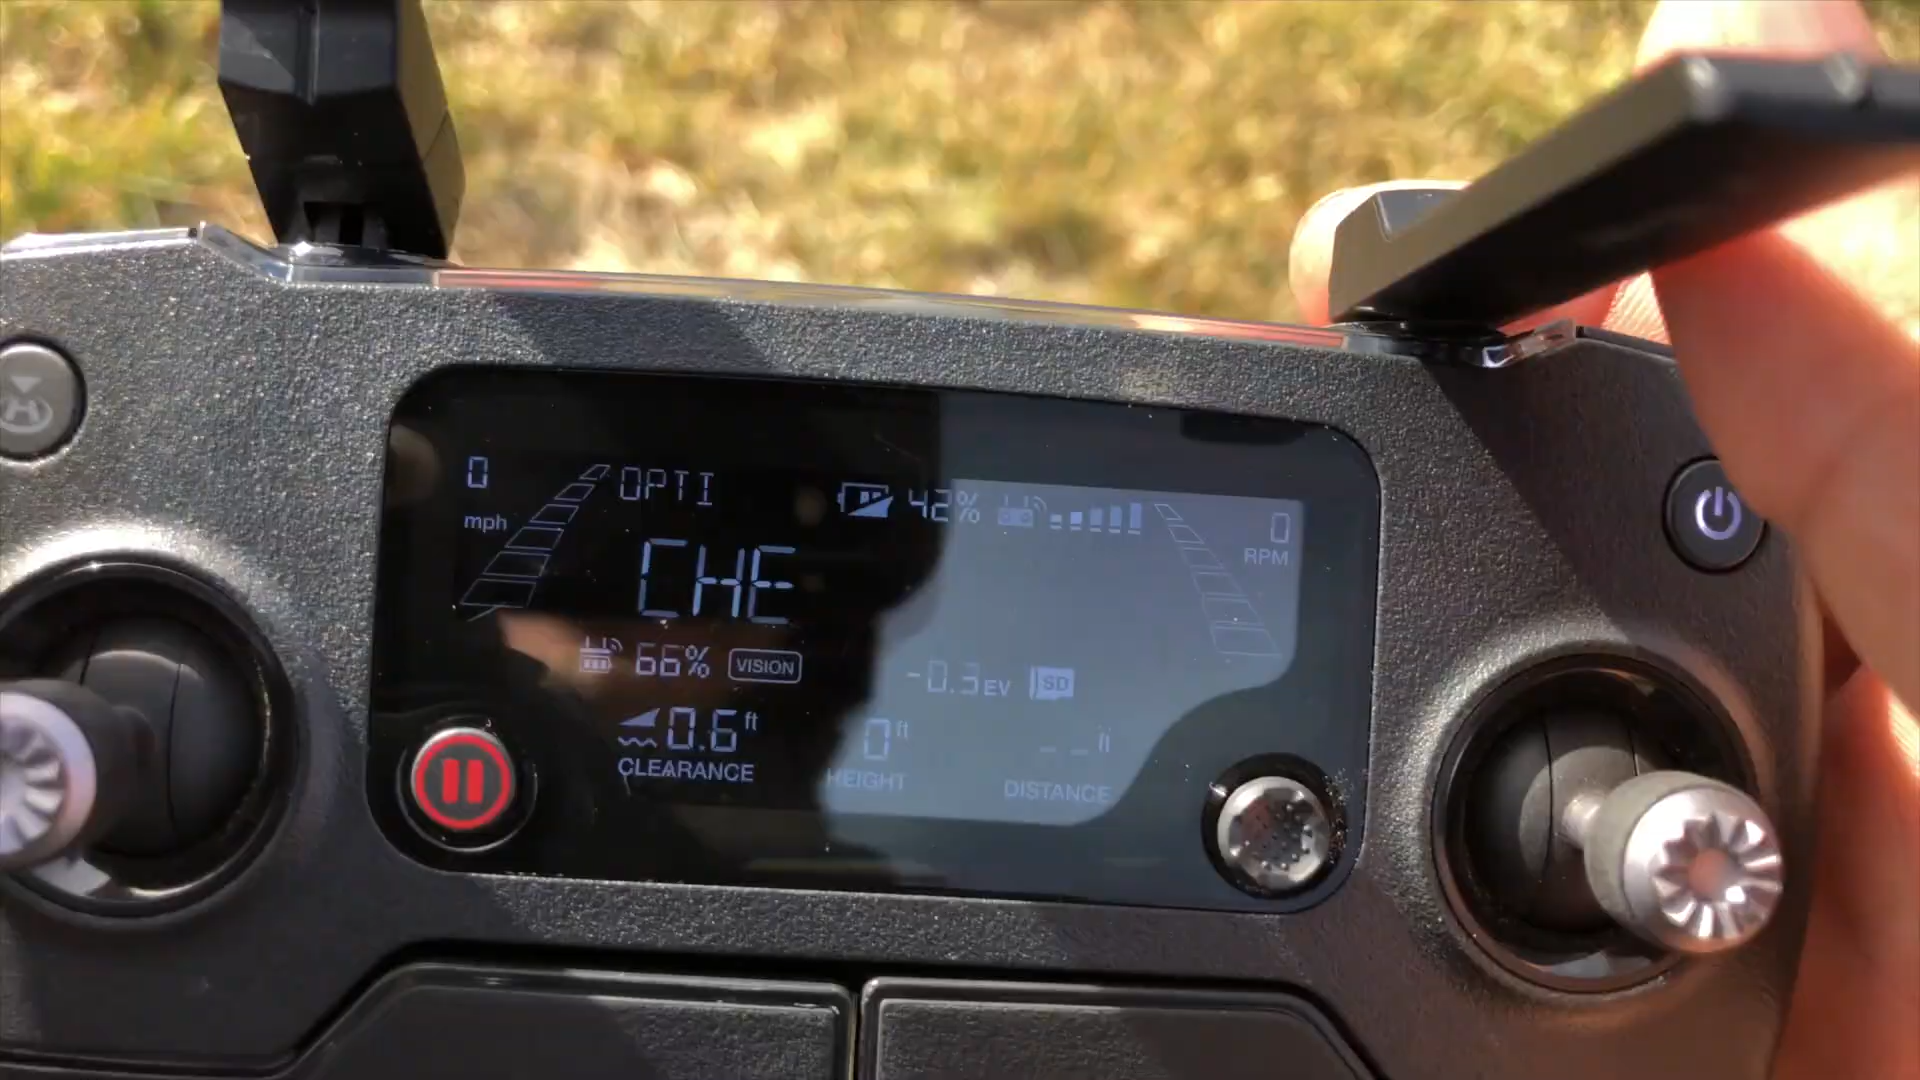 0 mph
OPTI
42%
0 RPM
CHE
66% VISION
-0.3 EV SD
0.6 ft CLEARANCE
0 ft HEIGHT
-- ft DISTANCE
H